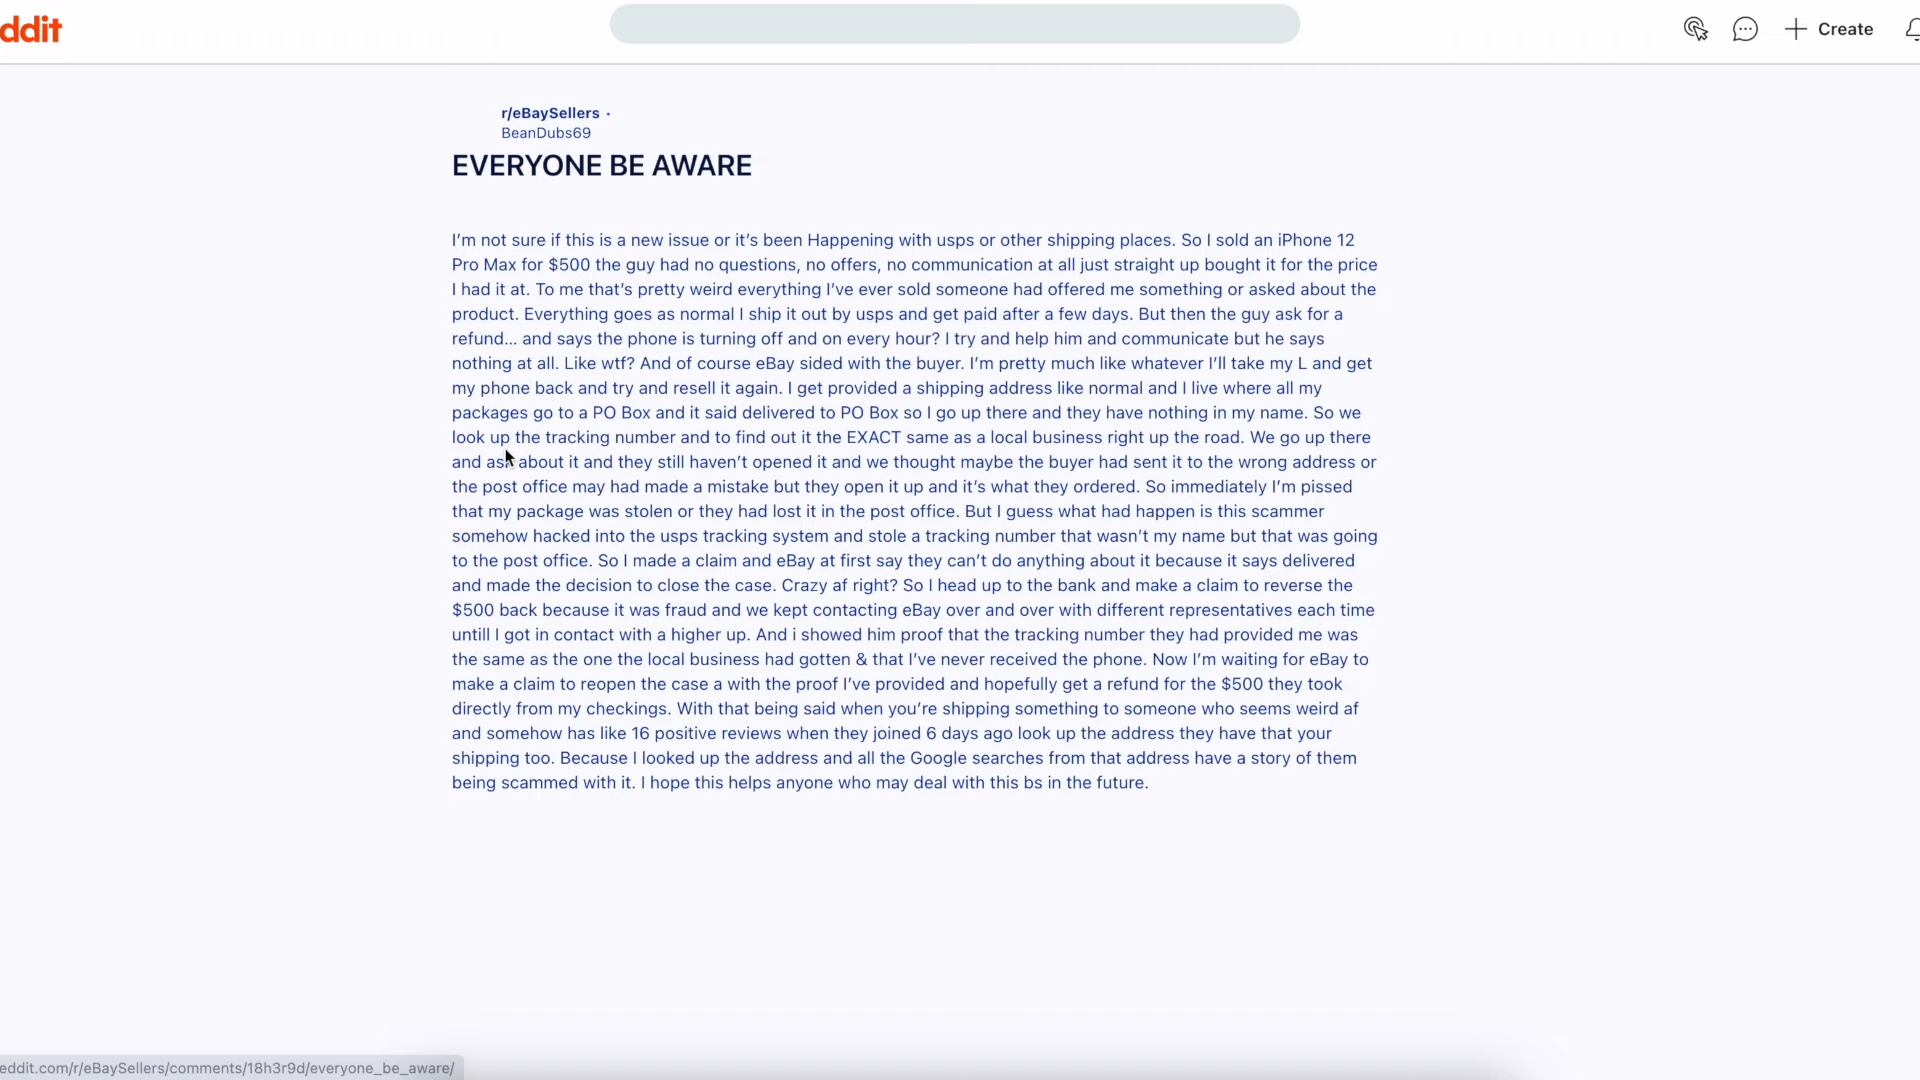 ddit
Create
r/eBaySellers •
BeanDubs69
EVERYONE BE AWARE
I'm not sure if this is a new issue or it's been Happening with usps or other shipping places. So I sold an iPhone 12
Pro Max for $500 the guy had no questions, no offers, no communication at all just straight up bought it for the price
I had it at. To me that's pretty weird everything I've ever sold someone had offered me something or asked about the
product. Everything goes as normal I ship it out by usps and get paid after a few days. But then the guy ask for a
refund... and says the phone is turning off and on every hour? I try and help him and communicate but he says
nothing at all. Like wtf? And of course eBay sided with the buyer. I'm pretty much like whatever I'll take my L and get
my phone back and try and resell it again. I get provided a shipping address like normal and I live where all my
packages go to a PO Box and it said delivered to PO Box so I go up there and they have nothing in my name. So we
look up the tracking number and to find out it the EXACT same as a local business right up the road. We go up there
and ask about it and they still haven't opened it and we thought maybe the buyer had sent it to the wrong address or
the post office may had made a mistake but they open it up and it's what they ordered. So immediately I'm pissed
that my package was stolen or they had lost it in the post office. But I guess what had happen is this scammer
somehow hacked into the usps tracking system and stole a tracking number that wasn't my name but that was going
to the post office. So I made a claim and eBay at first say they can't do anything about it because it says delivered
and made the decision to close the case. Crazy af right? So I head up to the bank and make a claim to reverse the
$500 back because it was fraud and we kept contacting eBay over and over with different representatives each time
untill I got in contact with a higher up. And i showed him proof that the tracking number they had provided me was
the same as the one the local business had gotten & that I've never received the phone. Now I'm waiting for eBay to
make a claim to reopen the case a with the proof I've provided and hopefully get a refund for the $500 they took
directly from my checkings. With that being said when you're shipping something to someone who seems weird af
and somehow has like 16 positive reviews when they joined 6 days ago look up the address they have that your
shipping too. Because I looked up the address and all the Google searches from that address have a story of them
being scammed with it. I hope this helps anyone who may deal with this bs in the future.
eddit.com/r/eBaySellers/comments/18h3r9d/everyone_be_aware/